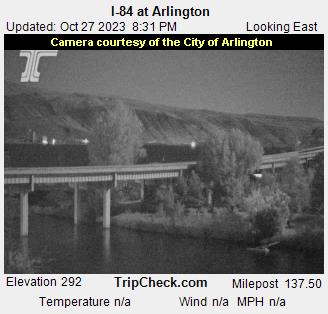 I-84 at Arlington
Updated: Oct 27 2023 8:31 PM Looking East
Camera courtesy of the City of Arlington
Elevation 292 TripCheck.com Milepost 137.50
Temperature n/a Wind n/a MPH n/a